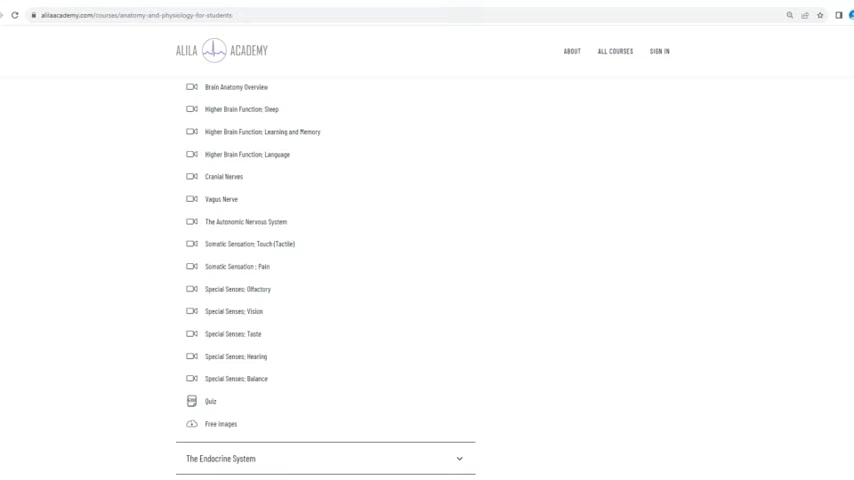 alilaacademy.com/courses/anatomy-and-physiology-for-students
ALILA ACADEMY
ABOUT ALL COURSES SIGN IN
Brain Anatomy Overview
Higher Brain Function: Sleep
Higher Brain Function: Learning and Memory
Higher Brain Function: Language
Cranial Nerves
Vagus Nerve
The Autonomic Nervous System
Somatic Sensation: Touch (Tactile)
Somatic Sensation : Pain
Special Senses: Olfactory
Special Senses: Vision
Special Senses: Taste
Special Senses: Hearing
Special Senses: Balance
Quiz
Free Images
The Endocrine System